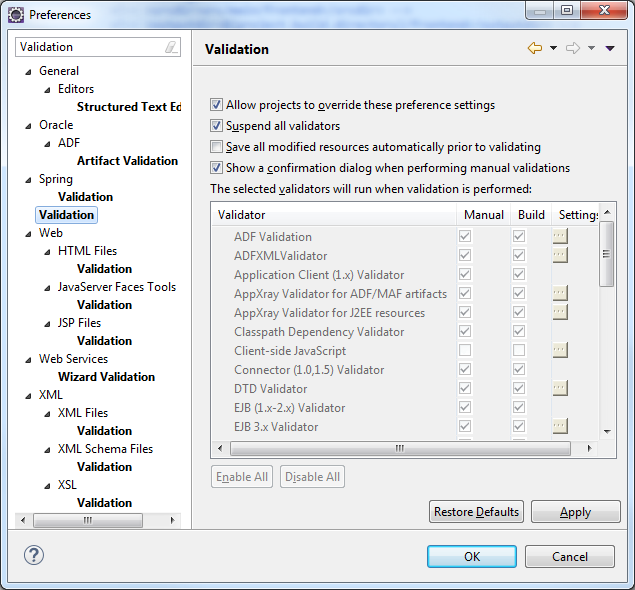 Preferences
Validation
General
Editors
Structured Text Ed
Oracle
ADF
Artifact Validation
Spring
Validation
Validation
Web
HTML Files
Validation
JavaServer Faces Tools
Validation
JSP Files
Validation
Web Services
Wizard Validation
XML
XML Files
Validation
XML Schema Files
Validation
XSL
Validation
Validation
Allow projects to override these preference settings
Suspend all validators
Save all modified resources automatically prior to validating
Show a confirmation dialog when performing manual validations
The selected validators will run when validation is performed:
Validator Manual Build Settings
ADF Validation ...
ADFXMLValidator ...
Application Client (1.x) Validator
AppXray Validator for ADF/MAF artifacts ...
AppXray Validator for J2EE resources ...
Classpath Dependency Validator
Client-side JavaScript ...
Connector (1.0,1.5) Validator
DTD Validator ...
EJB (1.x-2.x) Validator
EJB 3.x Validator ...
Enable All Disable All
Restore Defaults Apply
? OK Cancel